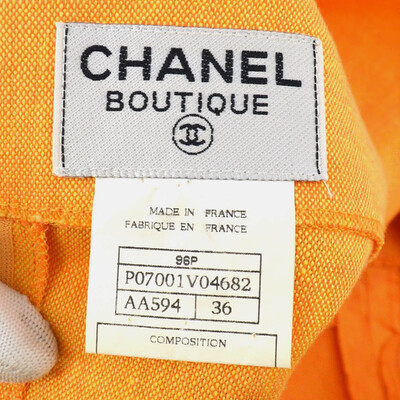 CHANEL
BOUTIQUE
MADE IN FRANCE
FABRIQUE EN FRANCE
96P
P07001V04682
AA594 36
COMPOSITION